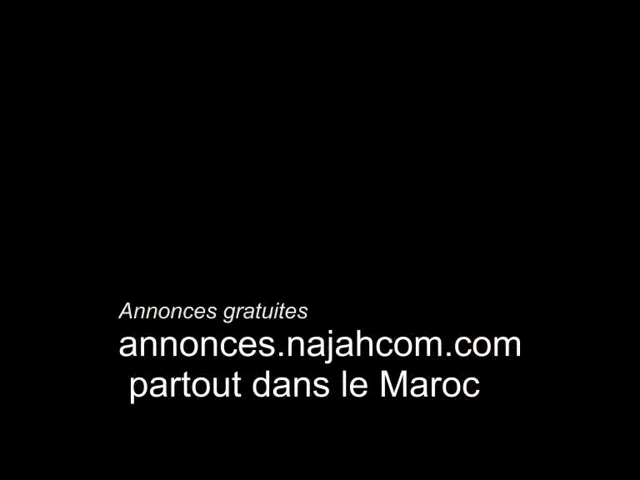 Annonces gratuites
annonces.najahcom.com
partout dans le Maroc